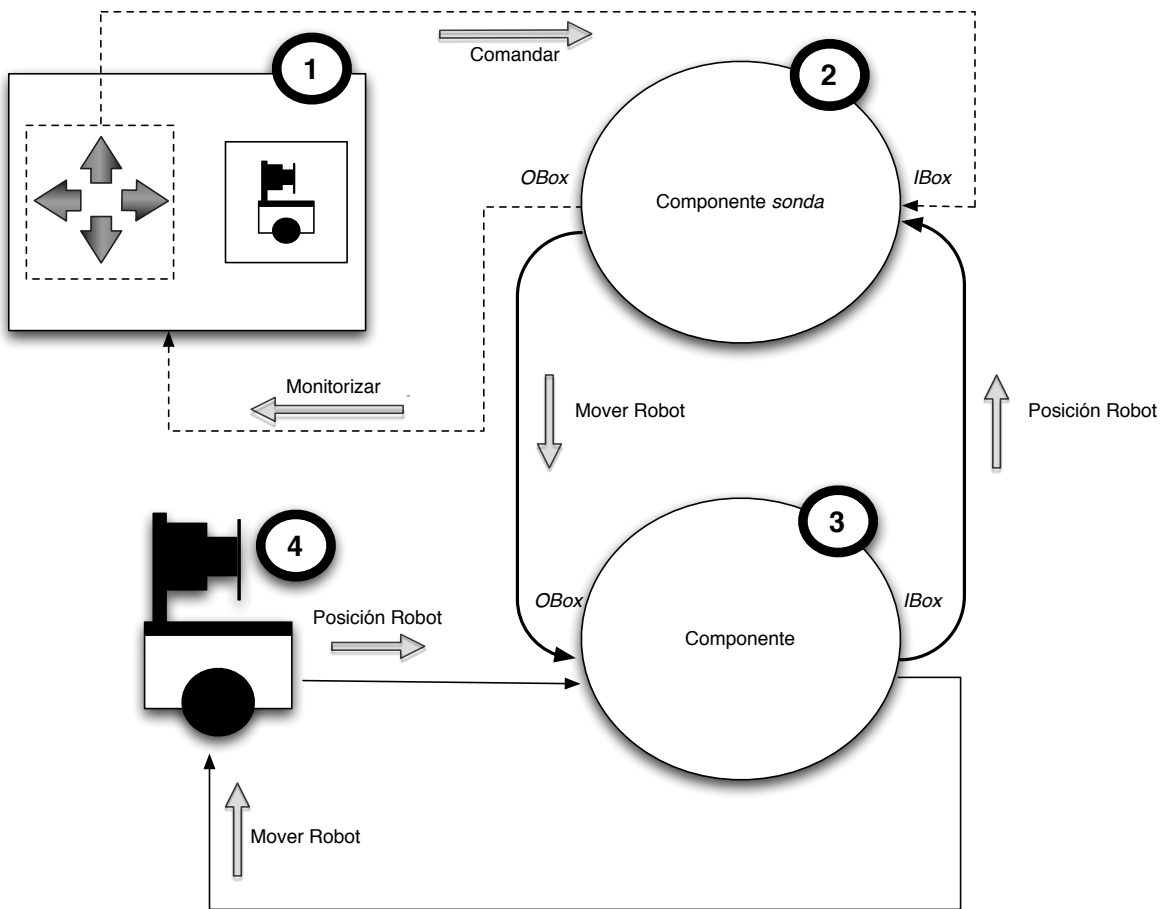 Comandar
1
2
OBox
IBox
Componente sonda
Monitorizar
Mover Robot
Posición Robot
3
4
OBox
IBox
Posición Robot
Componente
Mover Robot